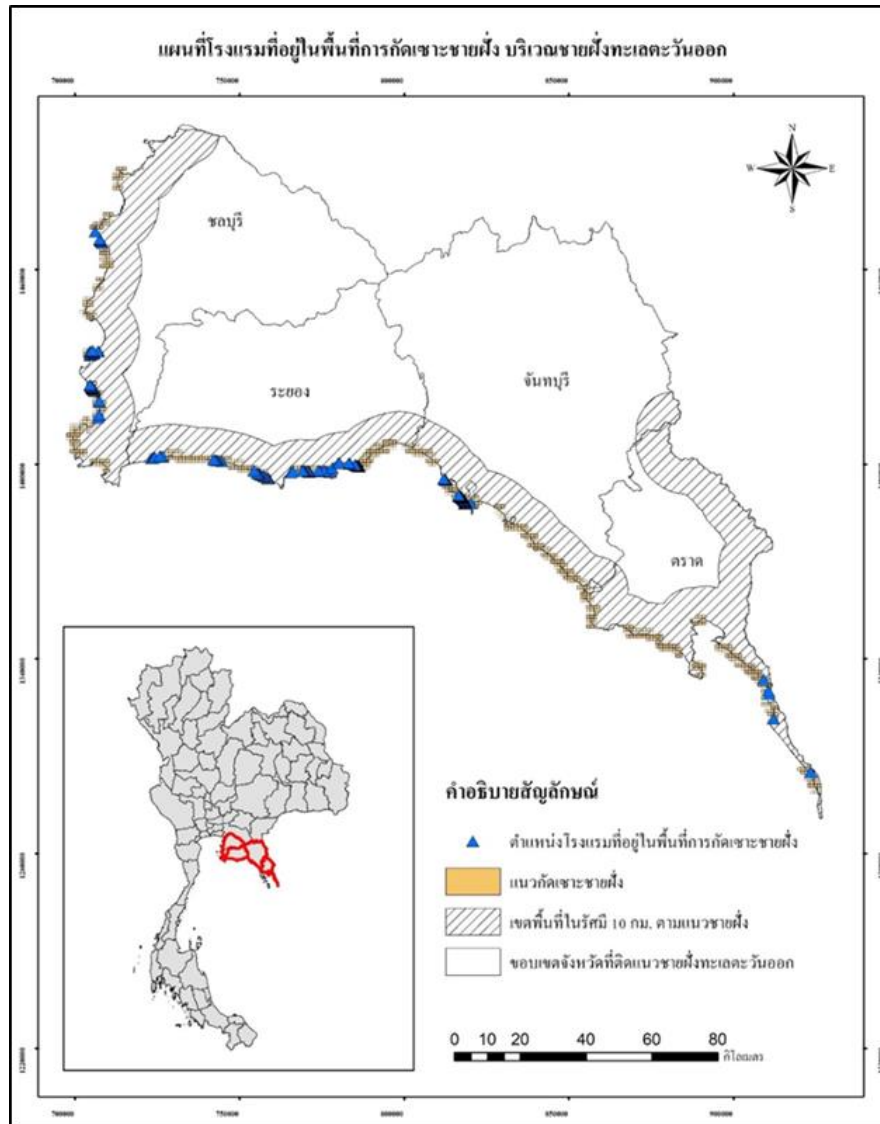 แผนที่โรงแรมที่อยู่ในพื้นที่การกัดเซาะชายฝั่ง บริเวณชายฝั่งทะเลตะวันออก
700000 750000 800000 850000 900000
N
W E
S
ชลบุรี
ระยอง
จันทบุรี
ตราด
คำอธิบายสัญลักษณ์
ตำแหน่งโรงแรมที่อยู่ในพื้นที่การกัดเซาะชายฝั่ง
แนวกัดเซาะชายฝั่ง
เขตพื้นที่ในรัศมี 10 กม. ตามแนวชายฝั่ง
ขอบเขตจังหวัดที่ติดแนวชายฝั่งทะเลตะวันออก
0 10 20 40 60 80
กิโลเมตร
700000 750000 800000 850000 900000